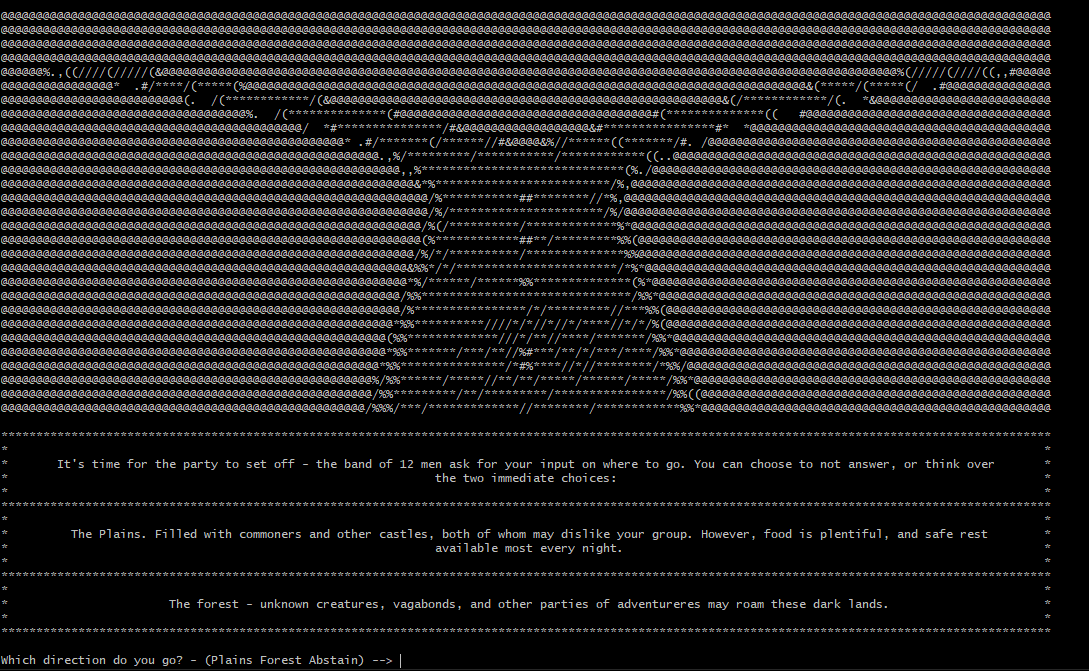 It's time for the party to set off - the band of 12 men ask for your input on where to go. You can choose to not answer, or think over
the two immediate choices:
The Plains. Filled with commoners and other castles, both of whom may dislike your group. However, food is plentiful, and safe rest
available most every night.
The forest - unknown creatures, vagabonds, and other parties of adventureres may roam these dark lands.
Which direction do you go? - (Plains Forest Abstain) -->